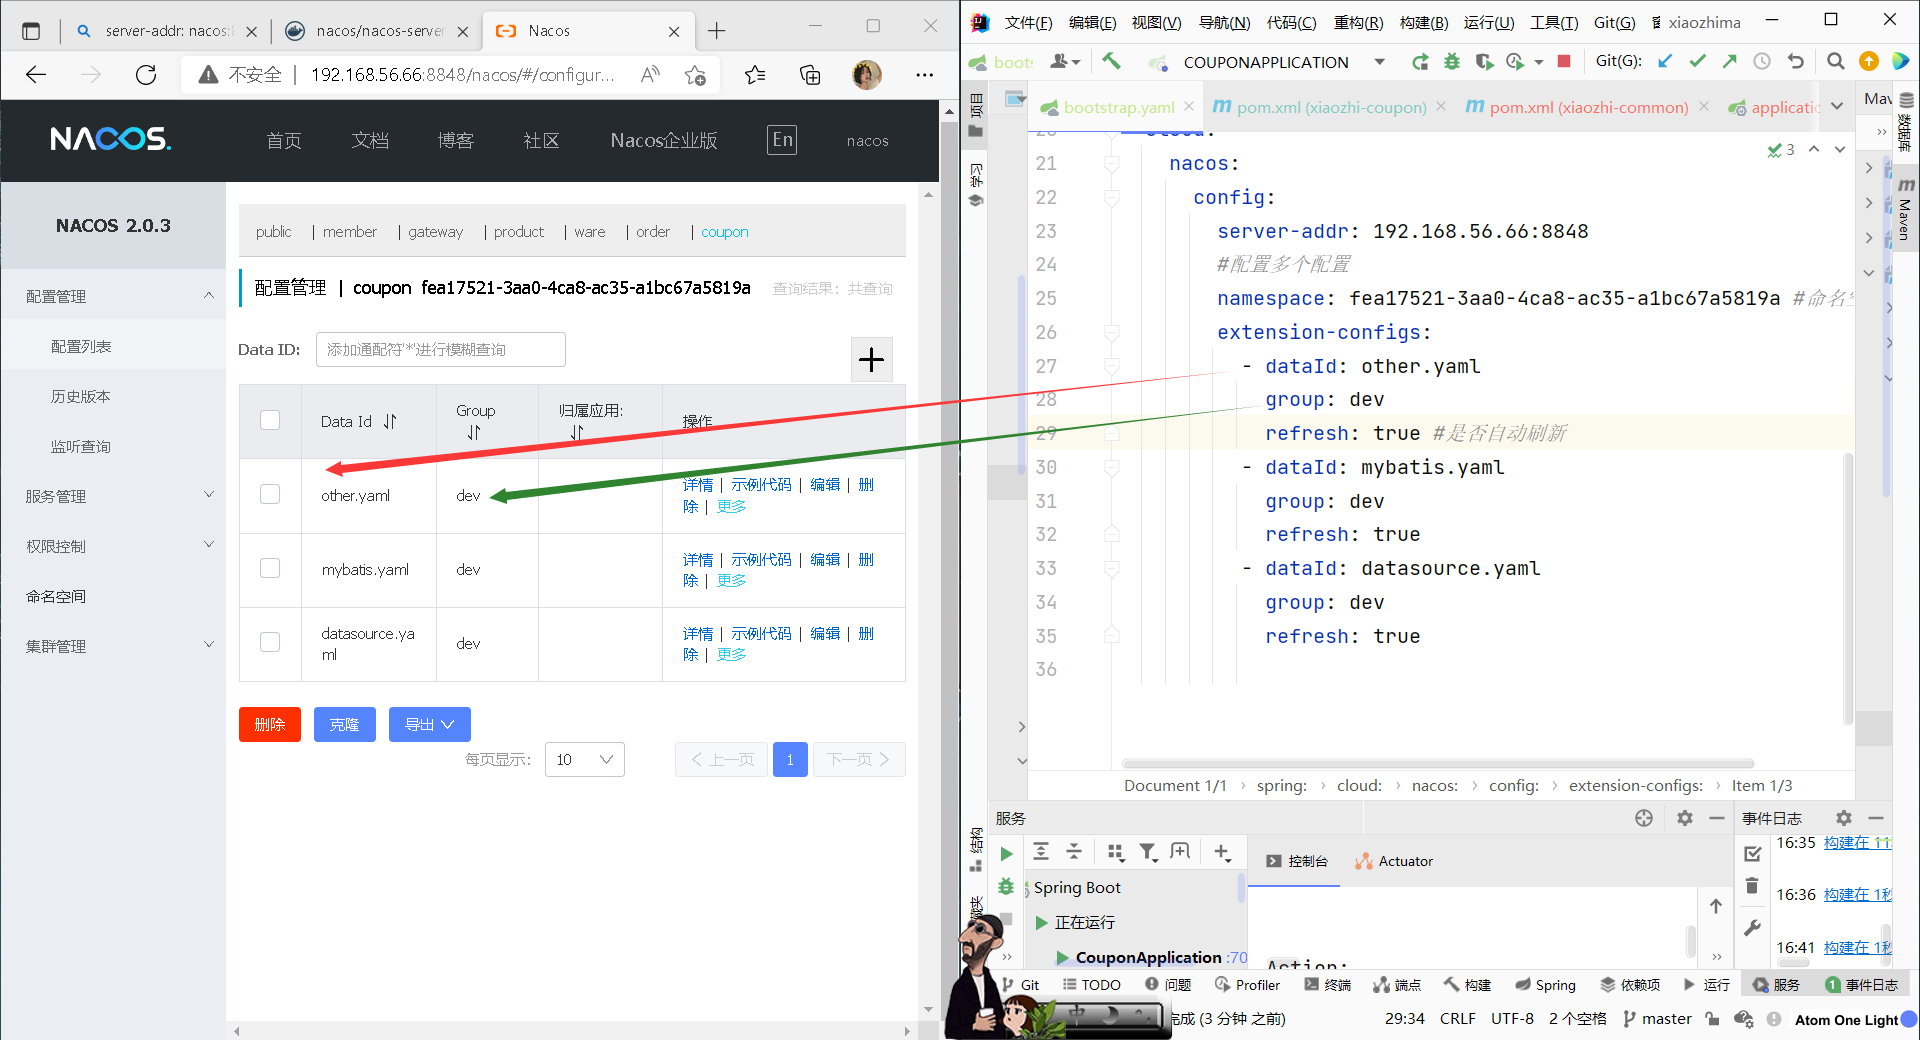 server-addr: nacos:
nacos/nacos-server
Nacos
不安全
192.168.56.66:8848/nacos/#/configur...
NACOS.
首页
文档
博客
社区
Nacos企业版
En
nacos
NACOS 2.0.3
配置管理
配置列表
历史版本
监听查询
服务管理
权限控制
命名空间
集群管理
public | member | gateway | product | ware | order | coupon
配置管理 | coupon fea17521-3aa0-4ca8-ac35-a1bc67a5819a 查询结果：共查询
Data ID:
添加通配符'*'进行模糊查询
Data Id
Group
归属应用:
操作
other.yaml
dev
详情 | 示例代码 | 编辑 | 删
除 | 更多
mybatis.yaml
dev
详情 | 示例代码 | 编辑 | 删
除 | 更多
datasource.ya
ml
dev
详情 | 示例代码 | 编辑 | 删
除 | 更多
删除
克隆
导出
每页显示:
10
上一页
1
下一页
文件(F) 编辑(E) 视图(V) 导航(N) 代码(C) 重构(R) 构建(B) 运行(U) 工具(T) Git(G) xiaozhima
boots
COUPONAPPLICATION
Git(G):
项目
学习
bootstrap.yaml
pom.xml (xiaozhi-coupon)
pom.xml (xiaozhi-common)
applicatio
Mav
数据库
Maven
3
20 cloud:
21 nacos:
22 config:
23 server-addr: 192.168.56.66:8848
24 #配置多个配置
25 namespace: fea17521-3aa0-4ca8-ac35-a1bc67a5819a #命名
26 extension-configs:
27 - dataId: other.yaml
28 group: dev
29 refresh: true #是否自动刷新
30 - dataId: mybatis.yaml
31 group: dev
32 refresh: true
33 - dataId: datasource.yaml
34 group: dev
35 refresh: true
36
Document 1/1 › spring: › cloud: › nacos: › config: › extension-configs: › Item 1/3
服务
事件日志
结构
控制台
Actuator
Spring Boot
正在运行
CouponApplication :70
Action:
16:35 构建在 11
16:36 构建在 1秒
16:41 构建在 1秒
Git
TODO
问题
Profiler
终端
端点
构建
Spring
依赖项
运行
服务
1 事件日志
中
完成 (3 分钟 之前)
29:34 CRLF UTF-8 2 个空格 master
Atom One Light